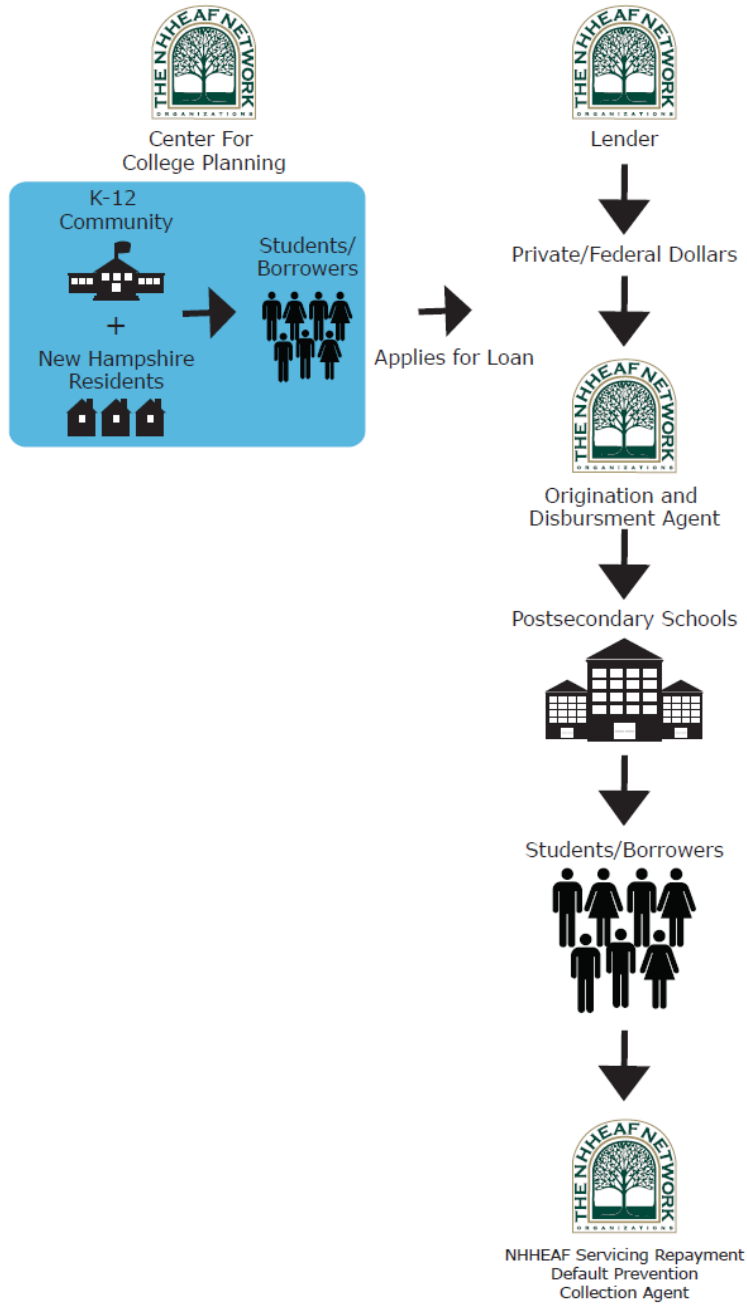 THE NHHEAF NETWORK
ORGANIZATIONS
Center For
College Planning
K-12
Community
+
New Hampshire
Residents
Students/
Borrowers
Applies for Loan
THE NHHEAF NETWORK
ORGANIZATIONS
Lender
Private/Federal Dollars
THE NHHEAF NETWORK
ORGANIZATIONS
Origination and
Disbursment Agent
Postsecondary Schools
Students/Borrowers
THE NHHEAF NETWORK
ORGANIZATIONS
NHHEAF Servicing Repayment
Default Prevention
Collection Agent